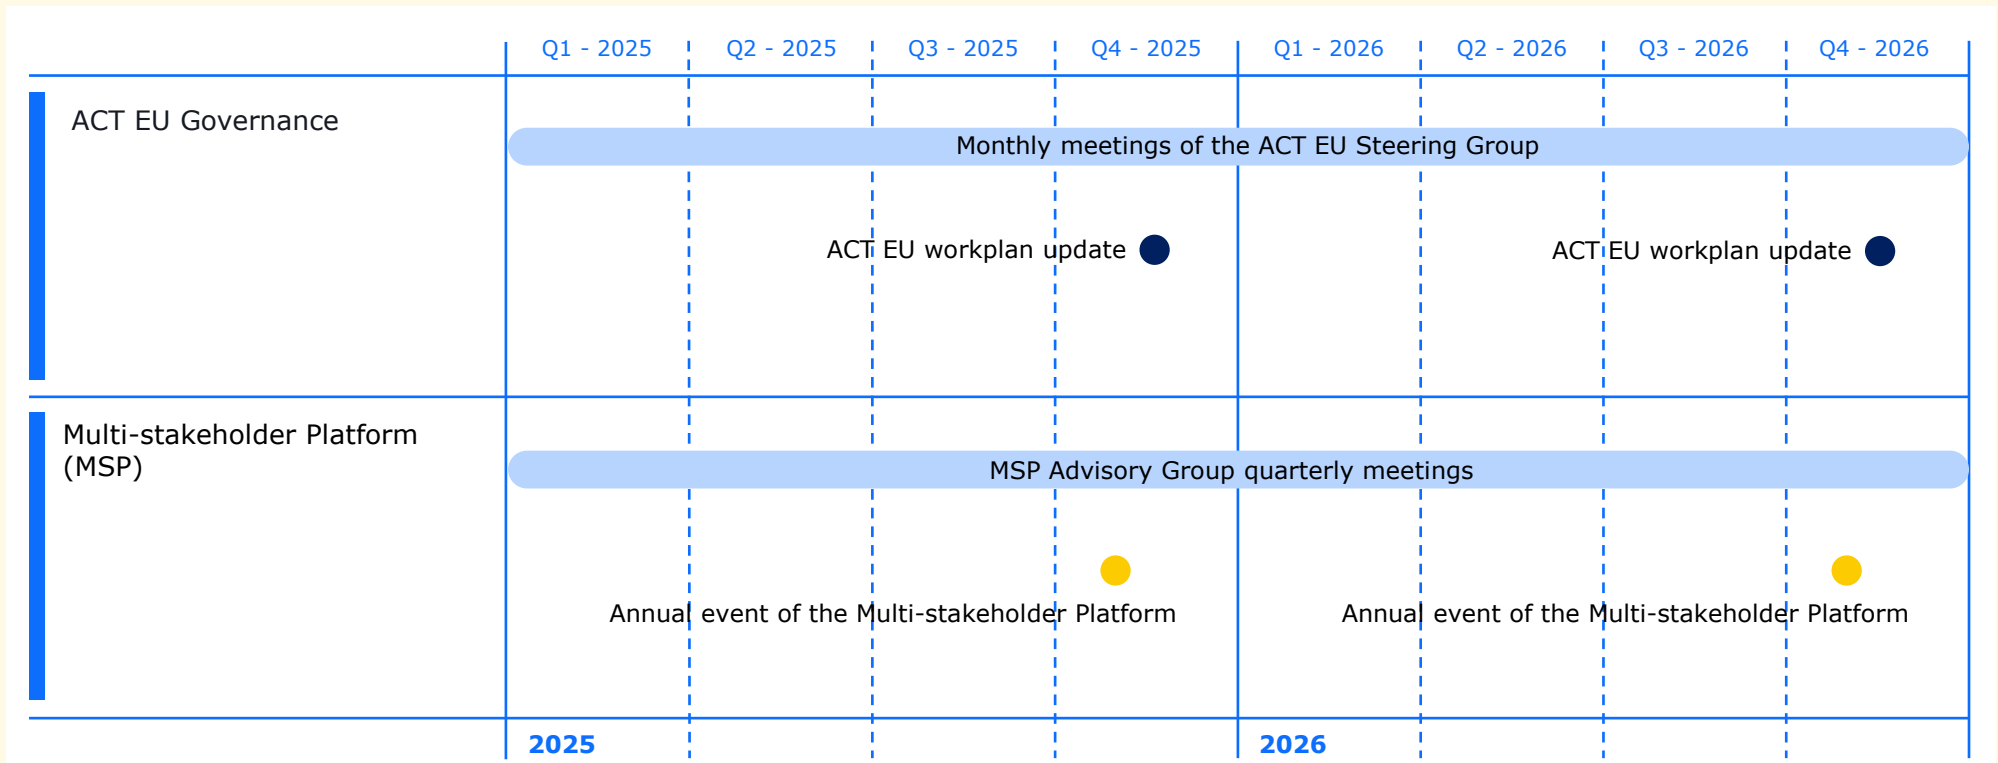 Q1 - 2025 Q2 - 2025 Q3 - 2025 Q4 - 2025 Q1 - 2026 Q2 - 2026 Q3 - 2026 Q4 - 2026
ACT EU Governance
Monthly meetings of the ACT EU Steering Group
ACT EU workplan update ACT EU workplan update
Multi-stakeholder Platform
(MSP)
MSP Advisory Group quarterly meetings
Annual event of the Multi-stakeholder Platform Annual event of the Multi-stakeholder Platform
2025 2026